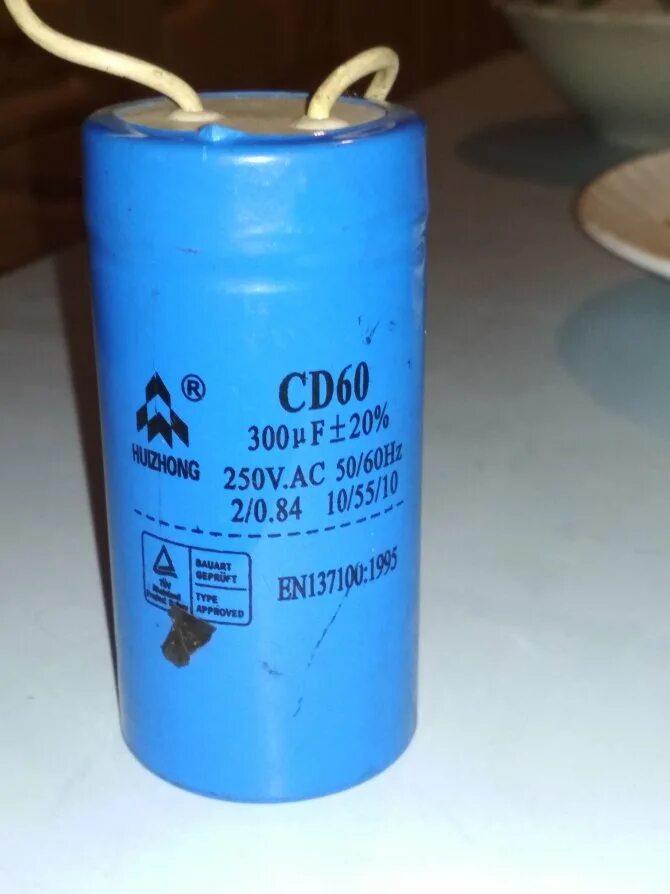 ®
HUIZHONG
CD60
300µF±20%
250V.AC 50/60Hz
2/0.84 10/55/10
TÜV
BAUART
GEPRÜFT
TYPE
APPROVED
EN137100:1995